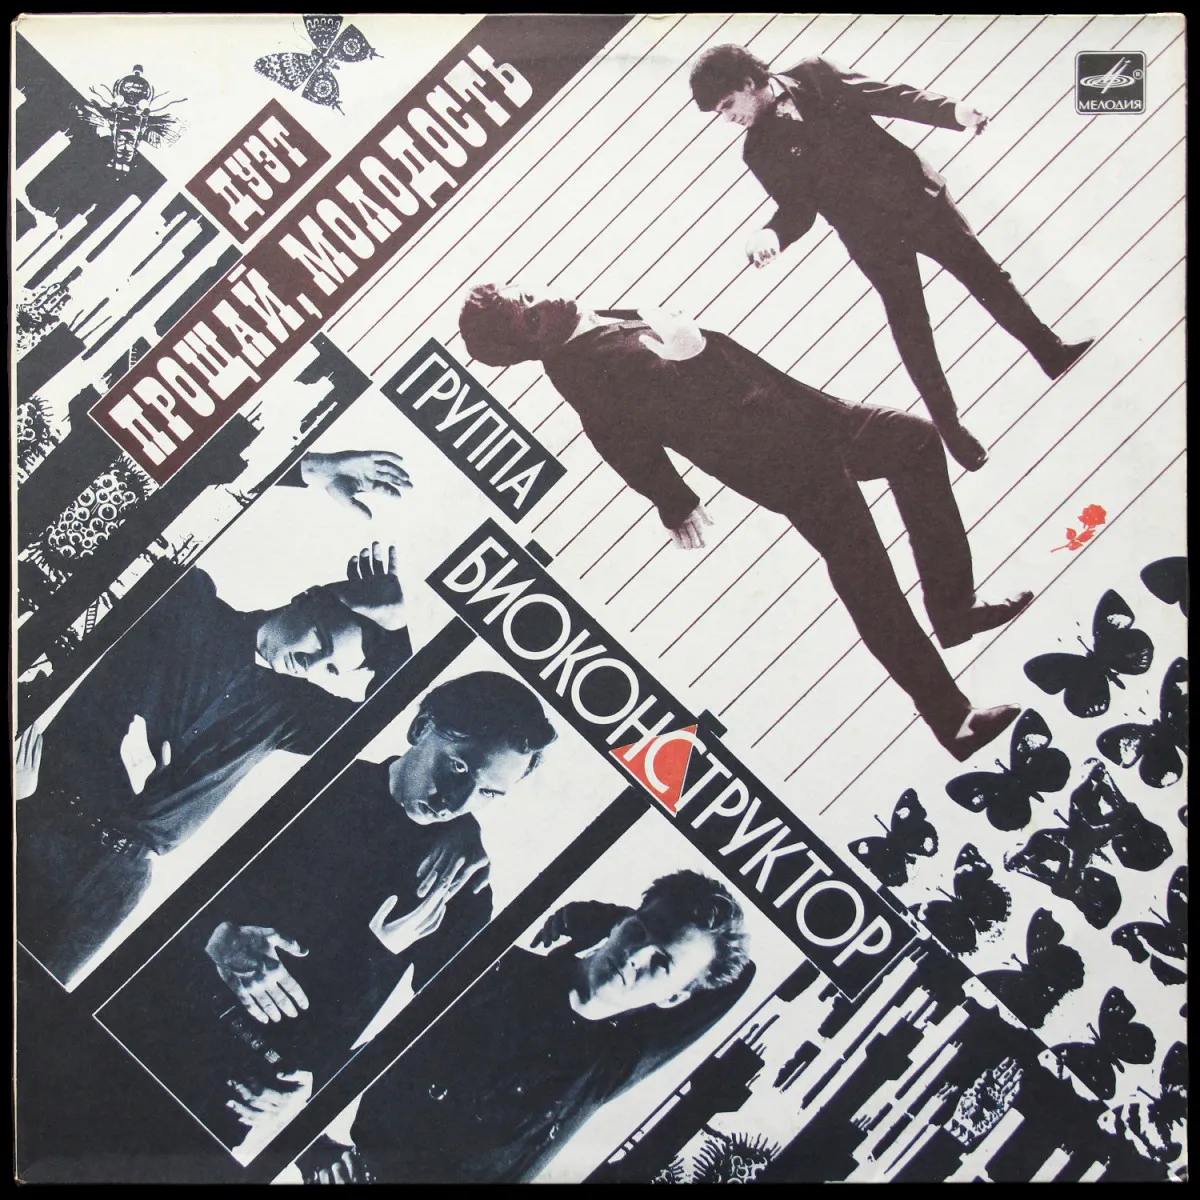 ДУЭТ
ПРОЩАЙ, МОЛОДОСТЬ
ГРУППА
БИОКОНСТРУКТОР
®
МЕЛОДИЯ